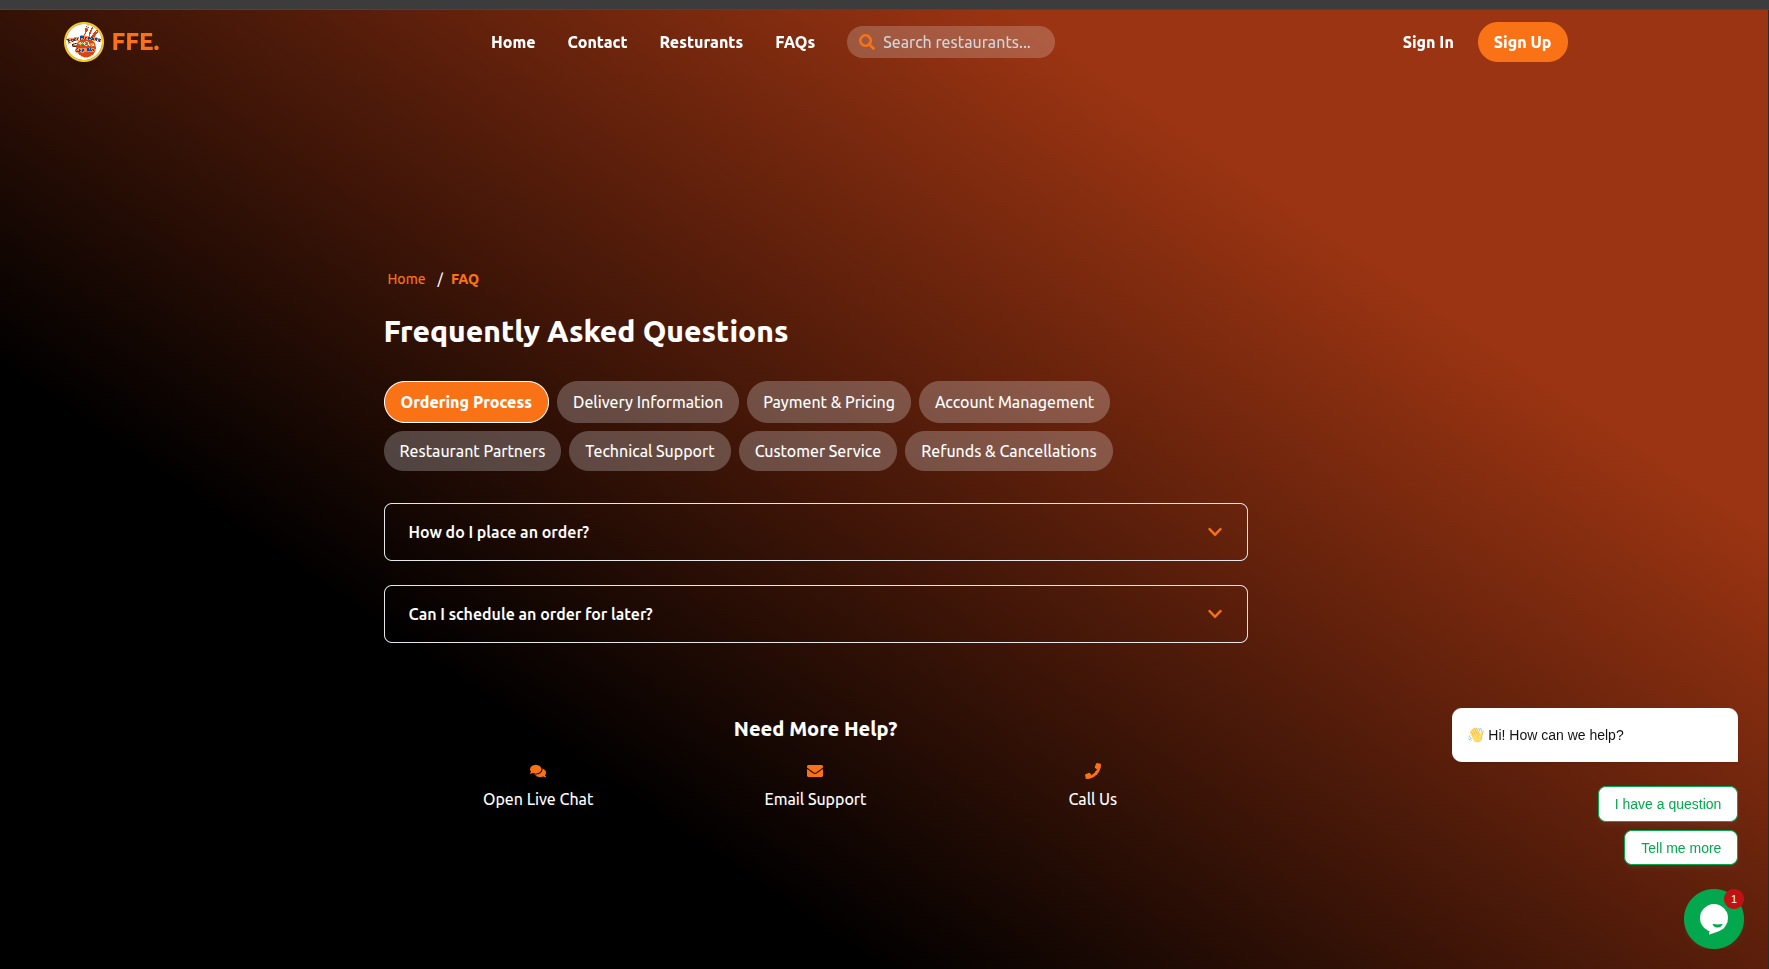 FFE.
Home Contact Resturants FAQs Search restaurants... Sign In Sign Up
Home / FAQ
Frequently Asked Questions
Ordering Process Delivery Information Payment & Pricing Account Management
Restaurant Partners Technical Support Customer Service Refunds & Cancellations
How do I place an order?
Can I schedule an order for later?
Need More Help?
Open Live Chat Email Support Call Us
👋 Hi! How can we help?
I have a question
Tell me more
1